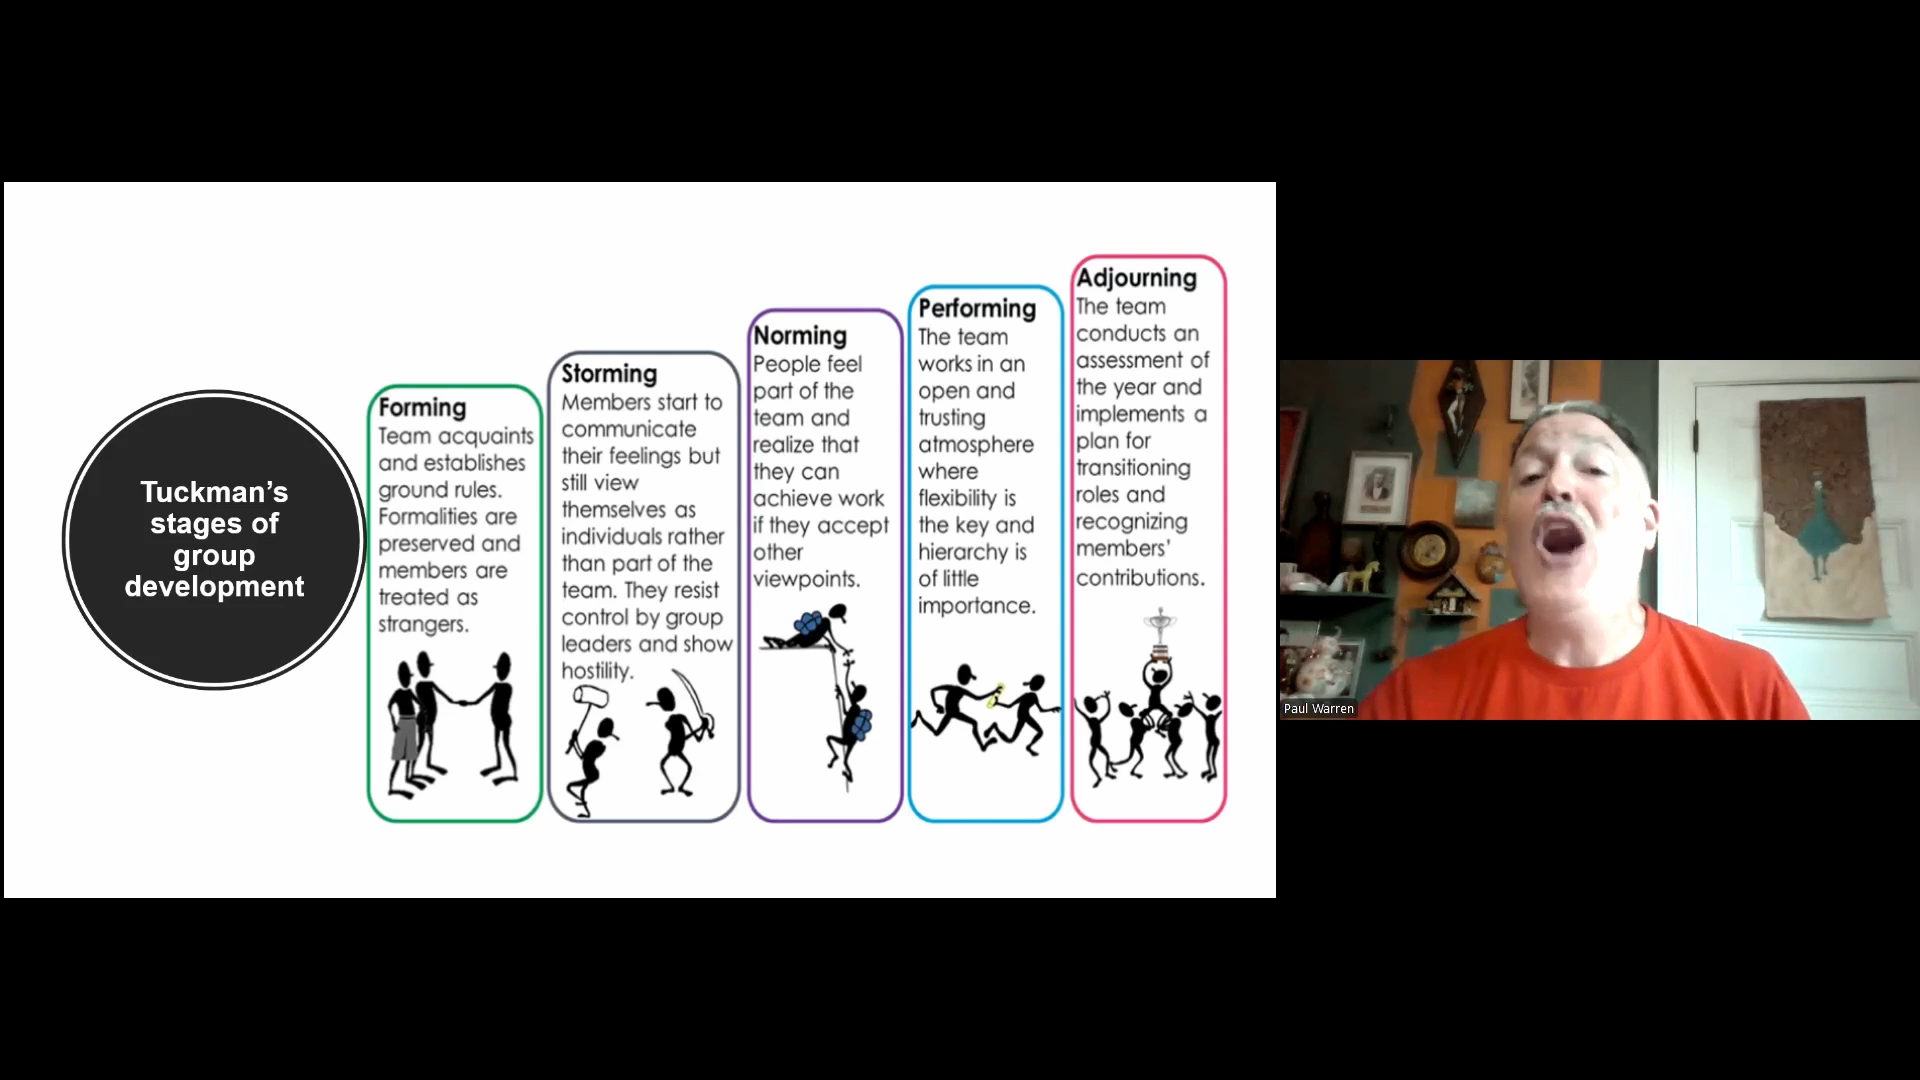 Tuckman's
stages of
group
development
Forming
Team acquaints
and establishes
ground rules.
Formalities are
preserved and
members are
treated as
strangers.
Storming
Members start to
communicate
their feelings but
still view
themselves as
individuals rather
than part of the
team. They resist
control by group
leaders and show
hostility.
Norming
People feel
part of the
team and
realize that
they can
achieve work
if they accept
other
viewpoints.
Performing
The team
works in an
open and
trusting
atmosphere
where
flexibility is
the key and
hierarchy is
of little
importance.
Adjourning
The team
conducts an
assessment of
the year and
implements a
plan for
transitioning
roles and
recognizing
members'
contributions.
Paul Warren